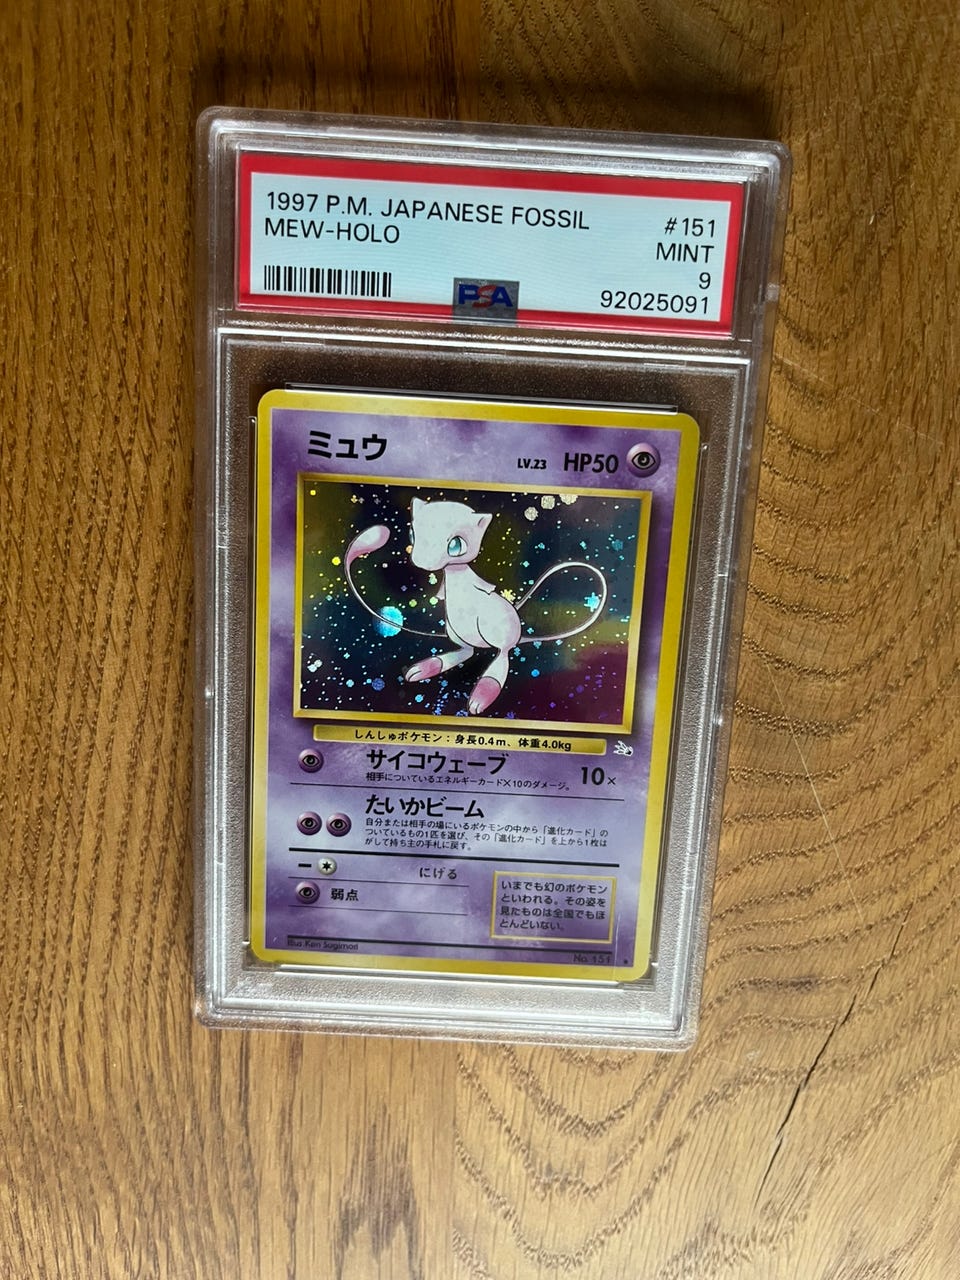 1997 P.M. JAPANESE FOSSIL #151
MEW-HOLO MINT
9
PSA 92025091
ミュウ LV.23 HP50
しんしゅポケモン：身長0.4m、体重4.0kg
サイコウェーブ 10×
相手についているエネルギーカード×10のダメージ。
たいかビーム
自分または相手の場にいるポケモンの中から「進化カード」の
ついているもの1匹を選び、その「進化カード」を上から1枚は
がして持ち主の手札に戻す。
にげる
弱点
いまでも幻のポケモン
といわれる。その姿を
見たものは全国でもほ
とんどいない。
Illus. Ken Sugimori
No. 151